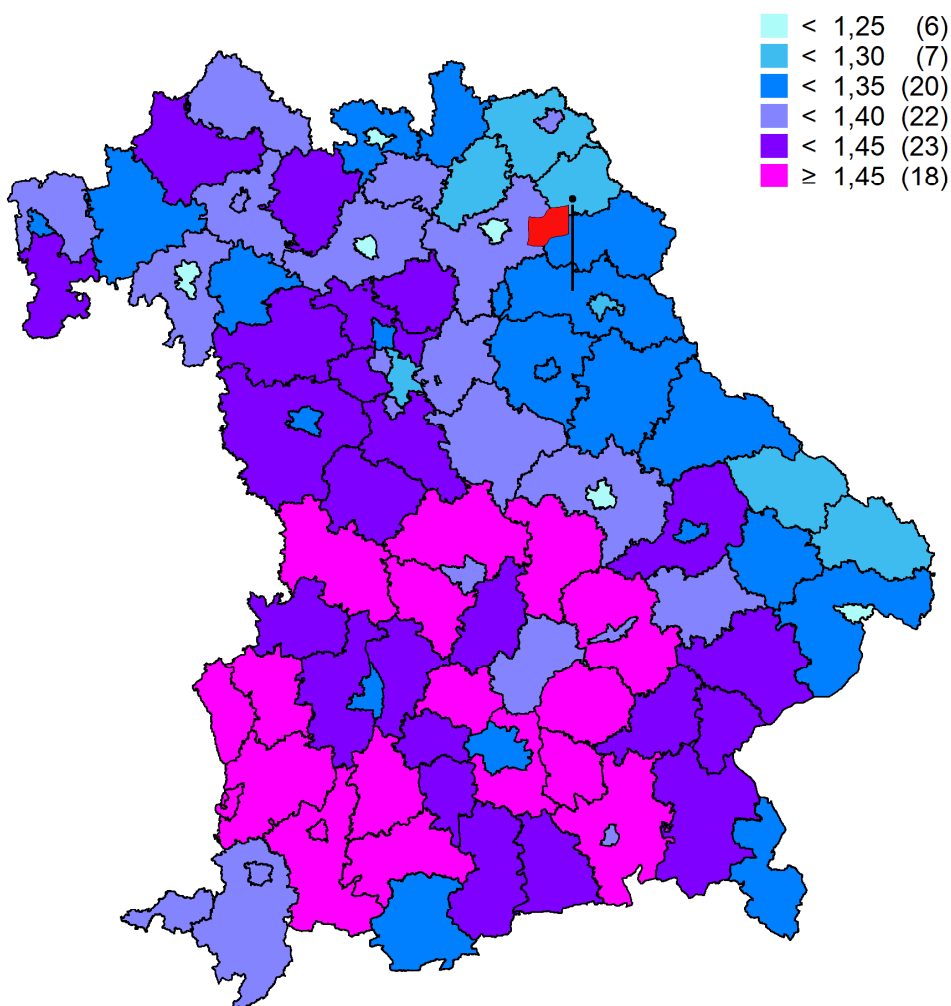 < 1,25 (6)
< 1,30 (7)
< 1,35 (20)
< 1,40 (22)
< 1,45 (23)
≥ 1,45 (18)